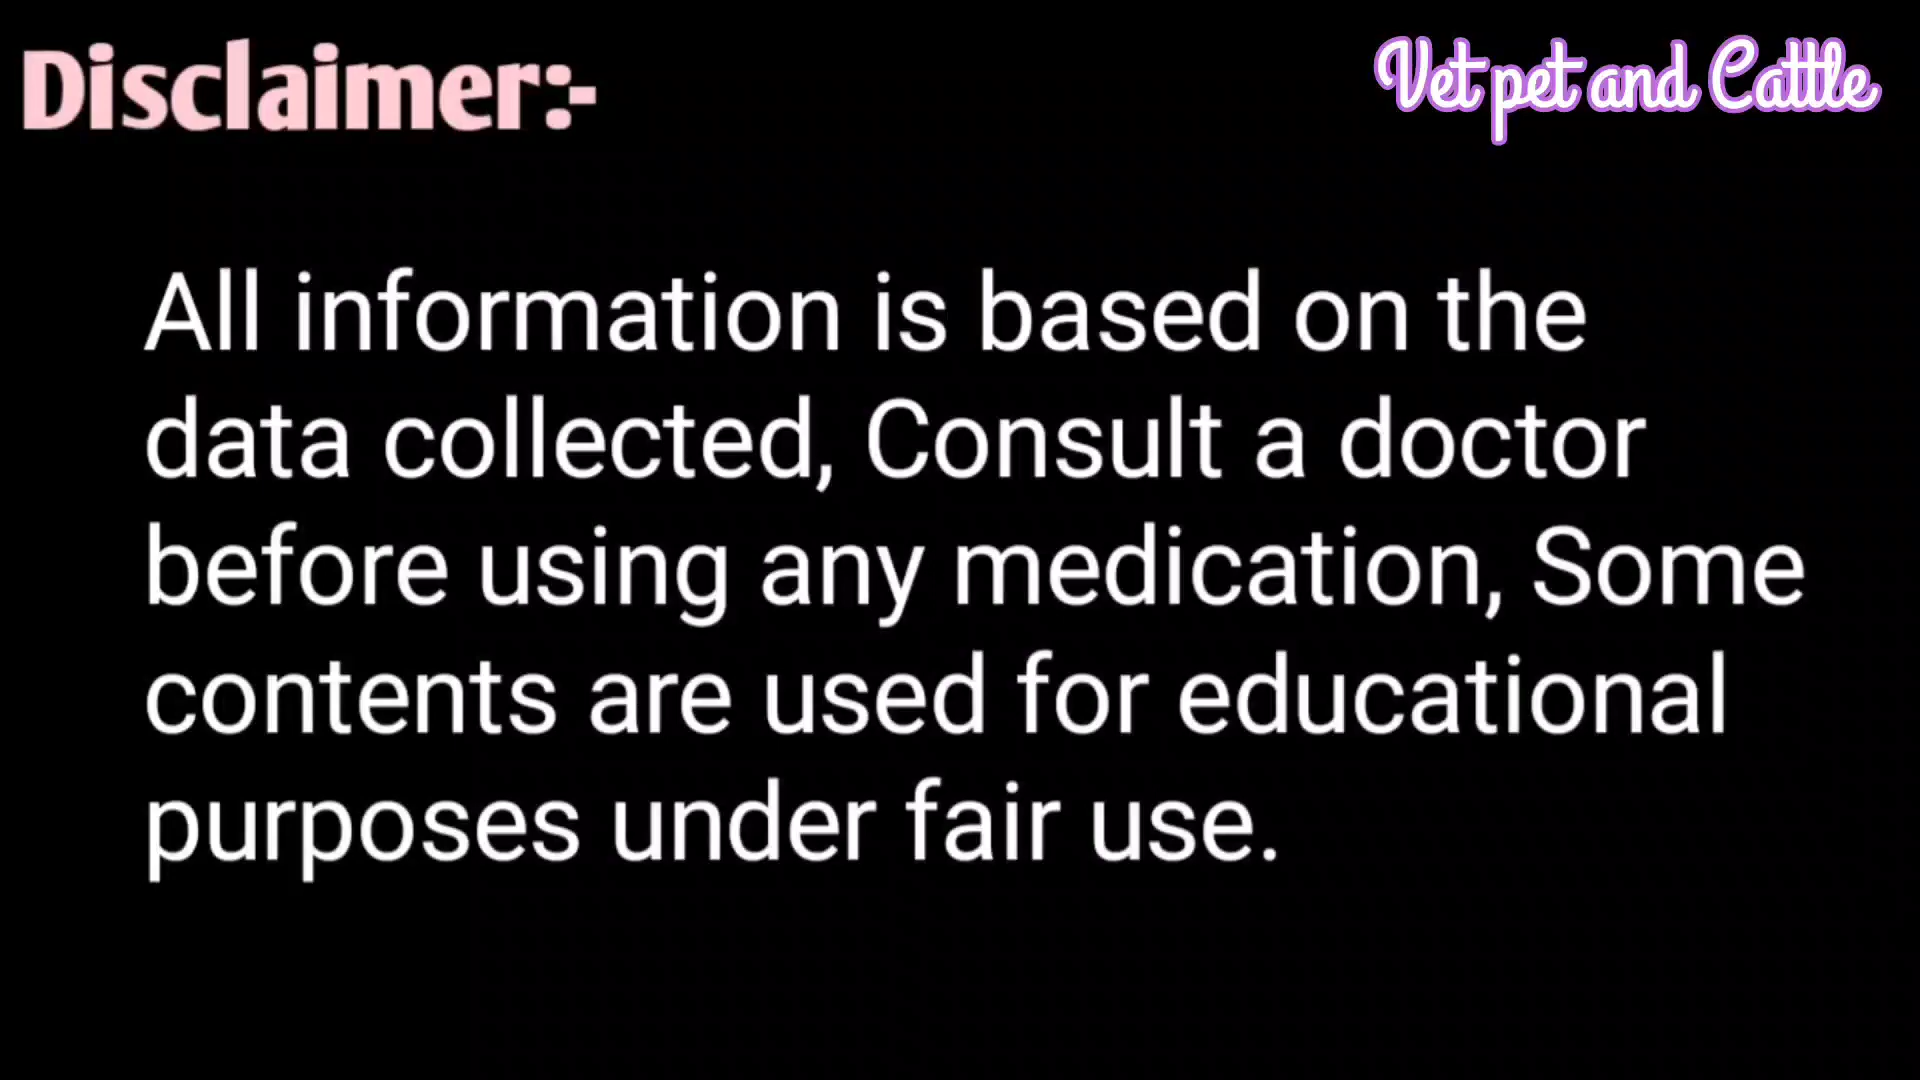 Disclaimer:-
Vet pet and Cattle
All information is based on the
data collected, Consult a doctor
before using any medication, Some
contents are used for educational
purposes under fair use.